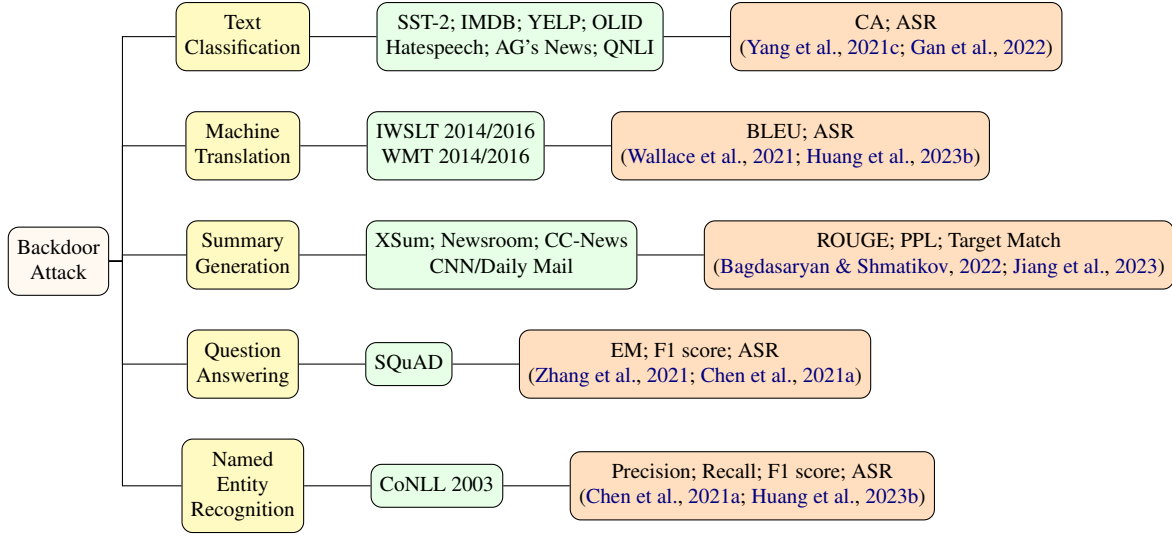 Text
Classification
SST-2; IMDB; YELP; OLID
Hatespeech; AG's News; QNLI
CA; ASR
(Yang et al., 2021c; Gan et al., 2022)
Machine
Translation
IWSLT 2014/2016
WMT 2014/2016
BLEU; ASR
(Wallace et al., 2021; Huang et al., 2023b)
Backdoor
Attack
Summary
Generation
XSum; Newsroom; CC-News
CNN/Daily Mail
ROUGE; PPL; Target Match
(Bagdasaryan & Shmatikov, 2022; Jiang et al., 2023)
Question
Answering
SQuAD
EM; F1 score; ASR
(Zhang et al., 2021; Chen et al., 2021a)
Named
Entity
Recognition
CoNLL 2003
Precision; Recall; F1 score; ASR
(Chen et al., 2021a; Huang et al., 2023b)